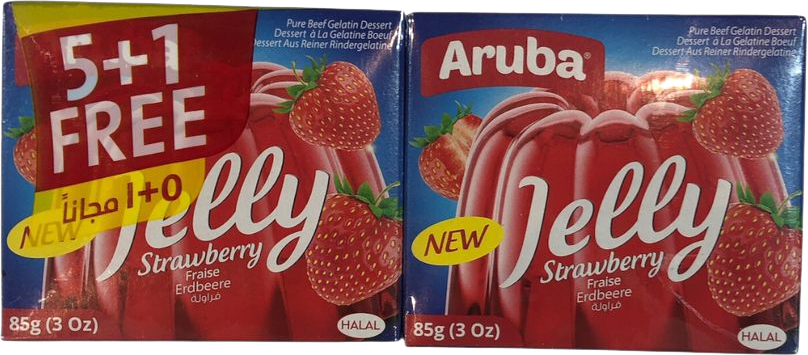 5+1
FREE
5+1 مجاناً
Pure Beef Gelatin Dessert
Dessert à La Gelatine Boeuf
Dessert Aus Reiner Rindergelatine
NEW
Jelly
Strawberry
Fraise
Erdbeere
فراولة
85g (3 Oz)
HALAL
Pure Beef Gelatin Dessert
Dessert à La Gelatine Boeuf
Dessert Aus Reiner Rindergelatine
Aruba®
NEW
Jelly
Strawberry
Fraise
Erdbeere
فراولة
85g (3 Oz)
HALAL